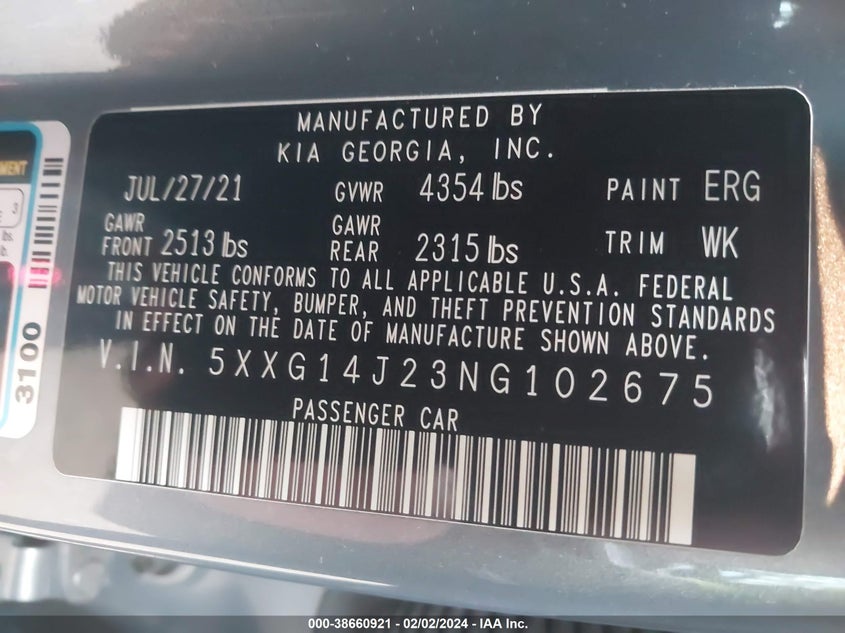 MANUFACTURED BY
KIA GEORGIA, INC.
JUL/27/21 GVWR 4354 lbs PAINT ERG
GAWR FRONT 2513 lbs GAWR REAR 2315 lbs TRIM WK
THIS VEHICLE CONFORMS TO ALL APPLICABLE U.S.A. FEDERAL
MOTOR VEHICLE SAFETY, BUMPER, AND THEFT PREVENTION STANDARDS
IN EFFECT ON THE DATE OF MANUFACTURE SHOWN ABOVE.
V.I.N. 5XXG14J23NG102675
PASSENGER CAR
3100
3
lbs.
000-38660921 - 02/02/2024 - IAA Inc.